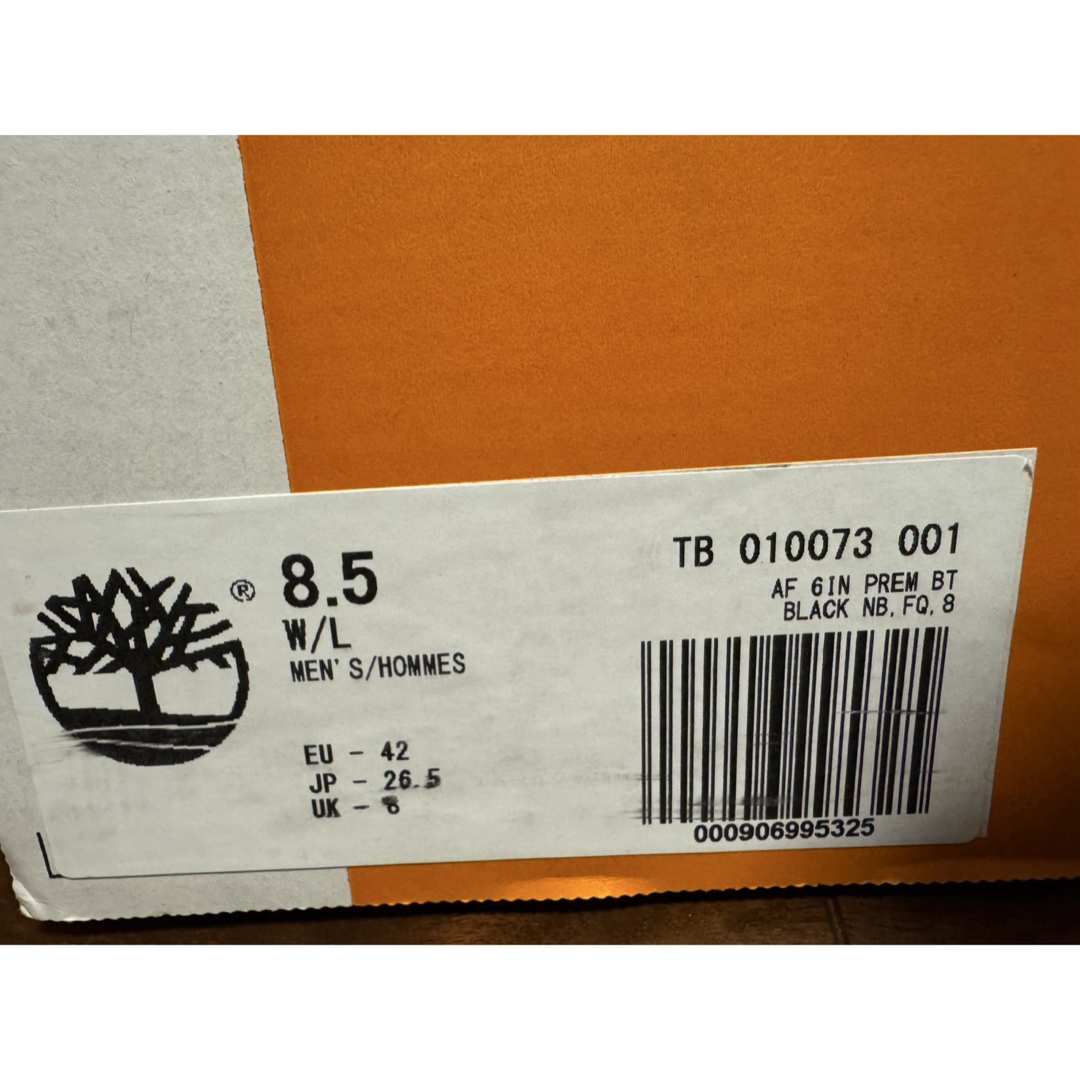 ®
8.5
W/L
MEN'S/HOMMES
EU - 42
JP - 26.5
UK - 8
TB 010073 001
AF 6IN PREM BT
BLACK NB, FQ, 8
000906995325